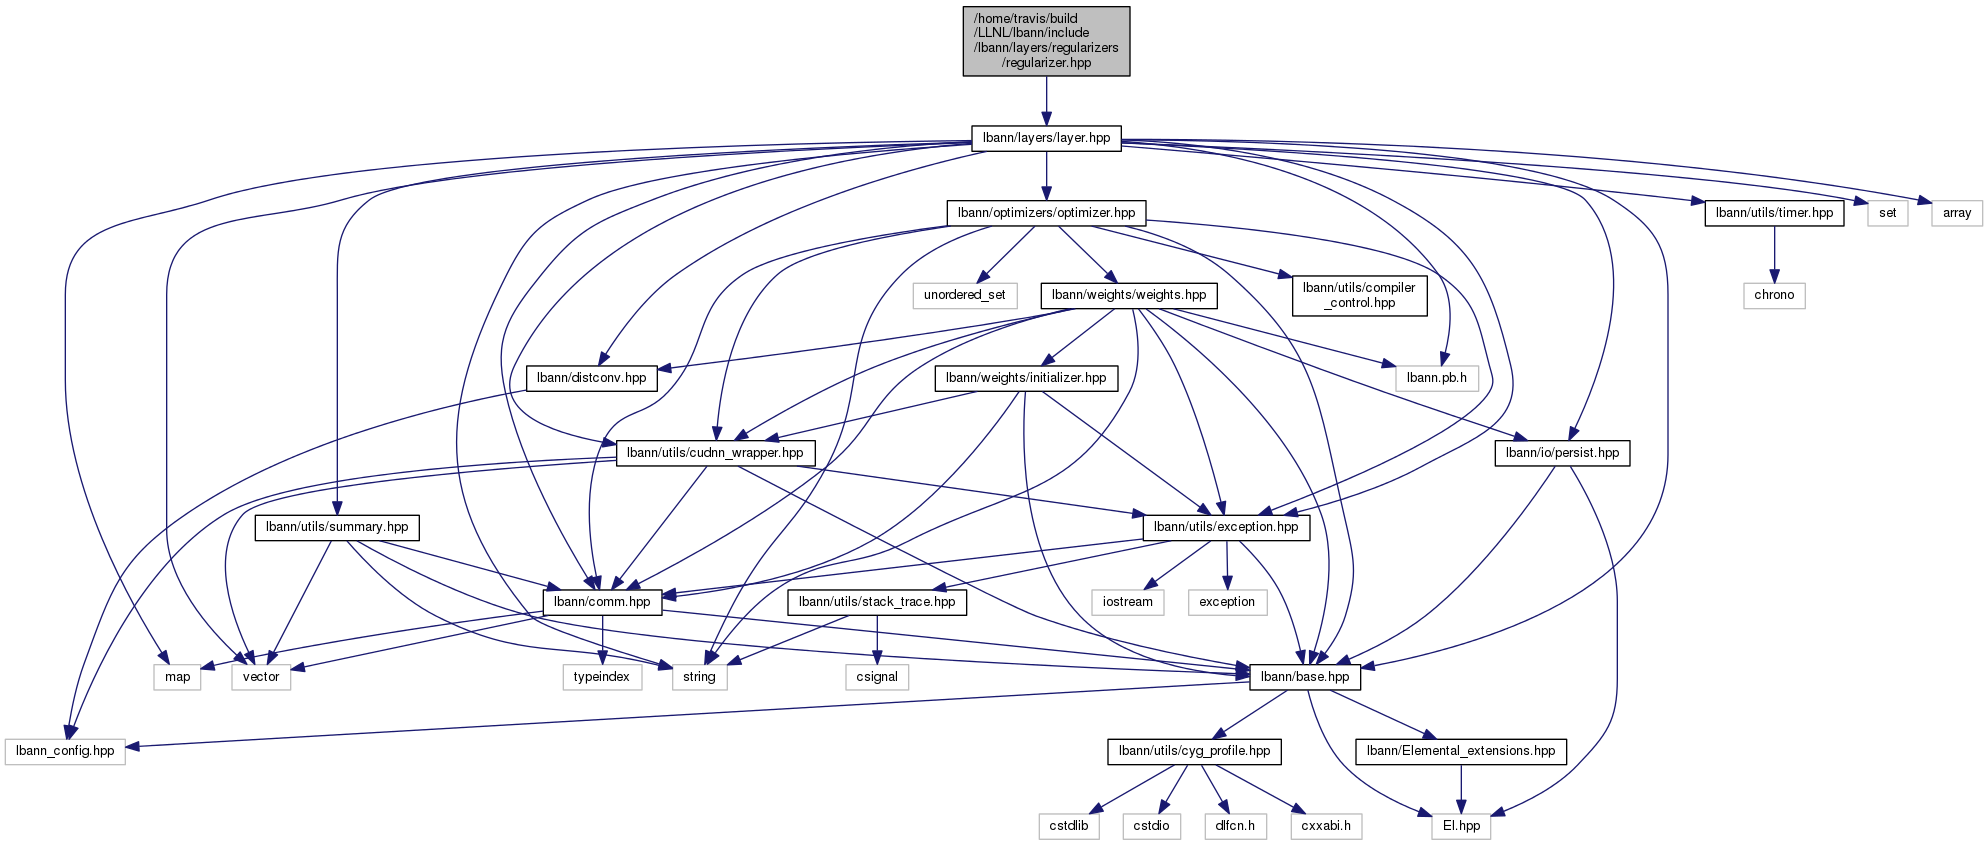 /home/travis/build
/LLNL/lbann/include
/lbann/layers/regularizers
/regularizer.hpp
lbann/layers/layer.hpp
lbann/optimizers/optimizer.hpp
lbann/utils/timer.hpp
set
array
unordered_set
lbann/weights/weights.hpp
lbann/utils/compiler
_control.hpp
chrono
lbann/distconv.hpp
lbann/weights/initializer.hpp
lbann.pb.h
lbann/utils/cudnn_wrapper.hpp
lbann/io/persist.hpp
lbann/utils/summary.hpp
lbann/utils/exception.hpp
lbann/comm.hpp
lbann/utils/stack_trace.hpp
iostream
exception
map
vector
typeindex
string
csignal
lbann/base.hpp
lbann_config.hpp
lbann/utils/cyg_profile.hpp
lbann/Elemental_extensions.hpp
cstdlib
cstdio
dlfcn.h
cxxabi.h
El.hpp